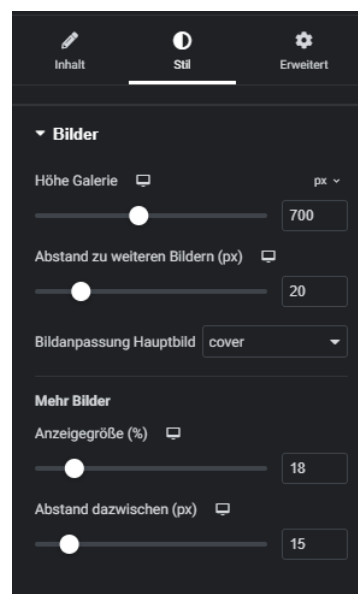 Inhalt
Stil
Erweitert
Bilder
Höhe Galerie px
700
Abstand zu weiteren Bildern (px)
20
Bildanpassung Hauptbild cover
Mehr Bilder
Anzeigegröße (%)
18
Abstand dazwischen (px)
15